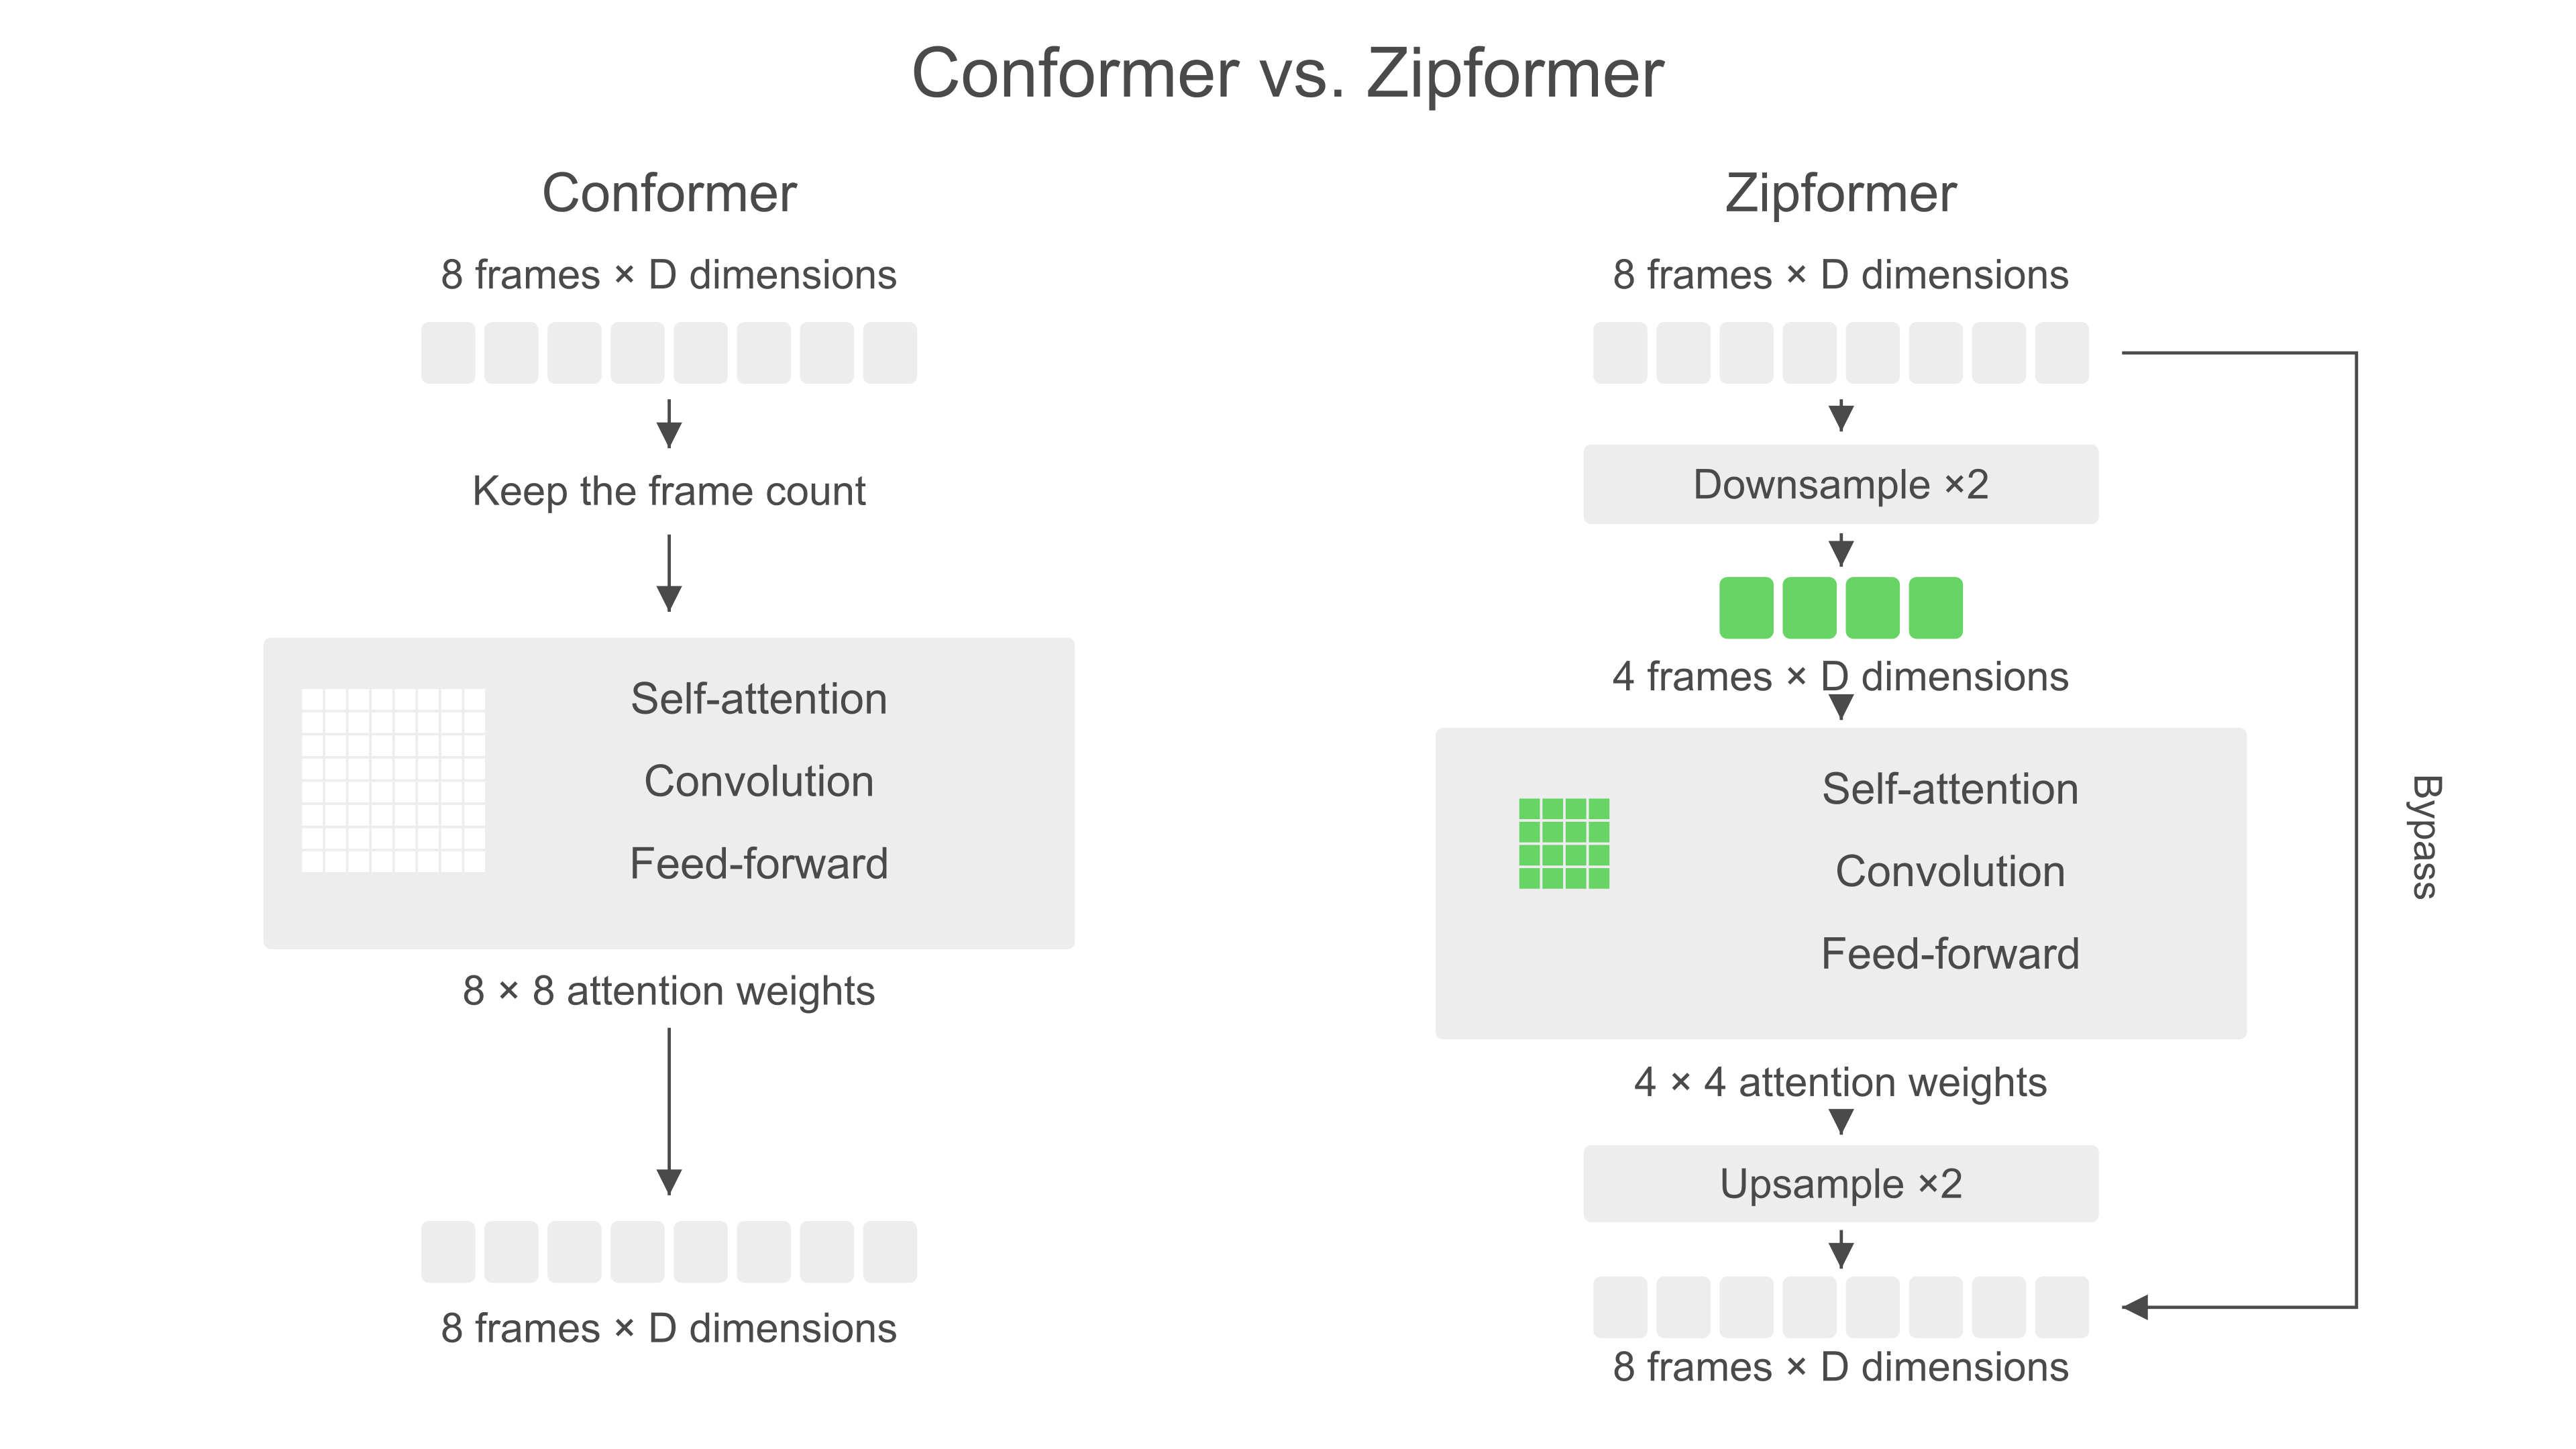 Conformer vs. Zipformer
Conformer
8 frames × D dimensions
Keep the frame count
Self-attention
Convolution
Feed-forward
8 × 8 attention weights
8 frames × D dimensions
Zipformer
8 frames × D dimensions
Downsample ×2
4 frames × D dimensions
Self-attention
Convolution
Feed-forward
4 × 4 attention weights
Upsample ×2
8 frames × D dimensions
Bypass